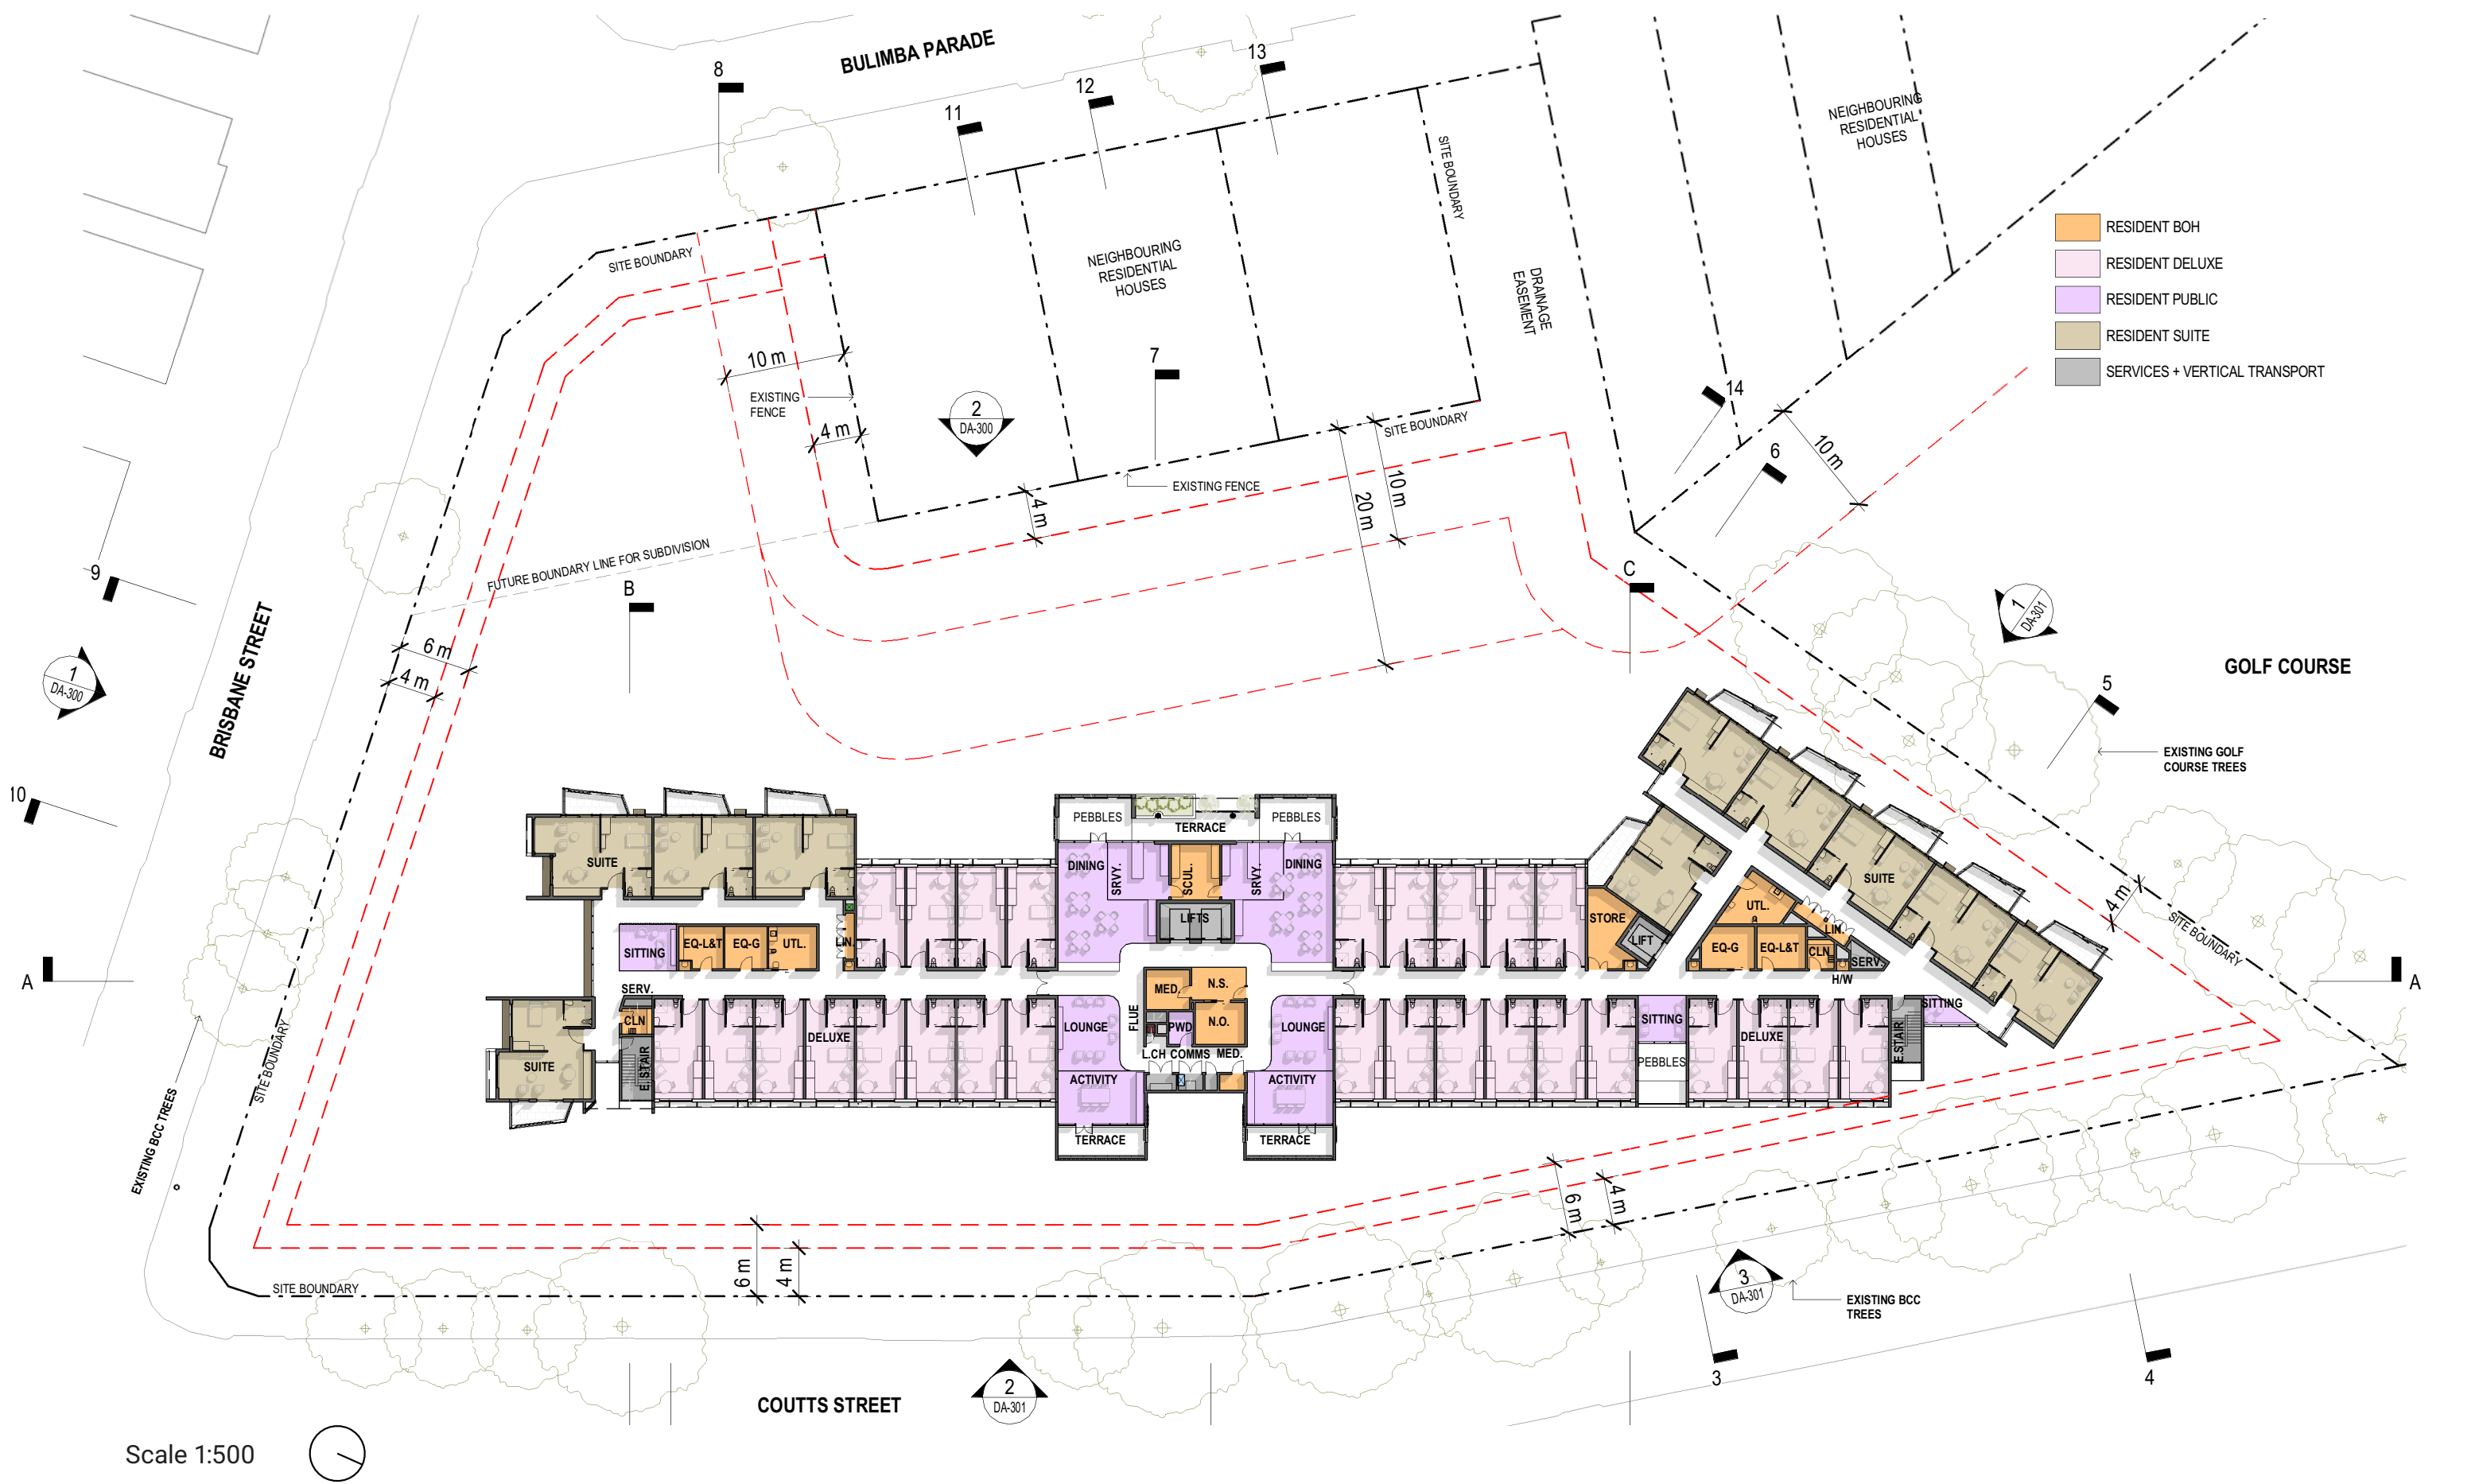 BULIMBA PARADE
8
11
12
13
NEIGHBOURING
RESIDENTIAL
HOUSES
SITE BOUNDARY
SITE BOUNDARY
NEIGHBOURING
RESIDENTIAL
HOUSES
DRAINAGE
EASEMENT
RESIDENT BOH
RESIDENT DELUXE
RESIDENT PUBLIC
RESIDENT SUITE
SERVICES + VERTICAL TRANSPORT
10 m
EXISTING
FENCE
4 m
2
DA-300
7
SITE BOUNDARY
14
6
10 m
EXISTING FENCE
4 m
20 m
10 m
FUTURE BOUNDARY LINE FOR SUBDIVISION
9
B
C
1
DA-301
BRISBANE STREET
6 m
4 m
1
DA-300
GOLF COURSE
5
EXISTING GOLF
COURSE TREES
10
PEBBLES
TERRACE
PEBBLES
SUITE
DINING
SRVY.
SCUL.
SRVY.
DINING
SUITE
4 m
SITE BOUNDARY
LIFTS
STORE
UTL.
LIFT
LIN.
SITTING
EQ-L&T
EQ-G
UTL.
LIN.
EQ-G
EQ-L&T
CLN
SERV.
H/W
A
A
SERV.
MED.
N.S.
CLN
DELUXE
LOUNGE
FLUE
PWD
N.O.
LOUNGE
SITTING
DELUXE
E.STAIR
SITTING
SUITE
E.STAIR
L.CH
COMMS
MED.
PEBBLES
ACTIVITY
ACTIVITY
TERRACE
TERRACE
SITE BOUNDARY
EXISTING BCC TREES
6 m
4 m
6 m
4 m
SITE BOUNDARY
3
DA-301
EXISTING BCC
TREES
3
4
COUTTS STREET
2
DA-301
Scale 1:500